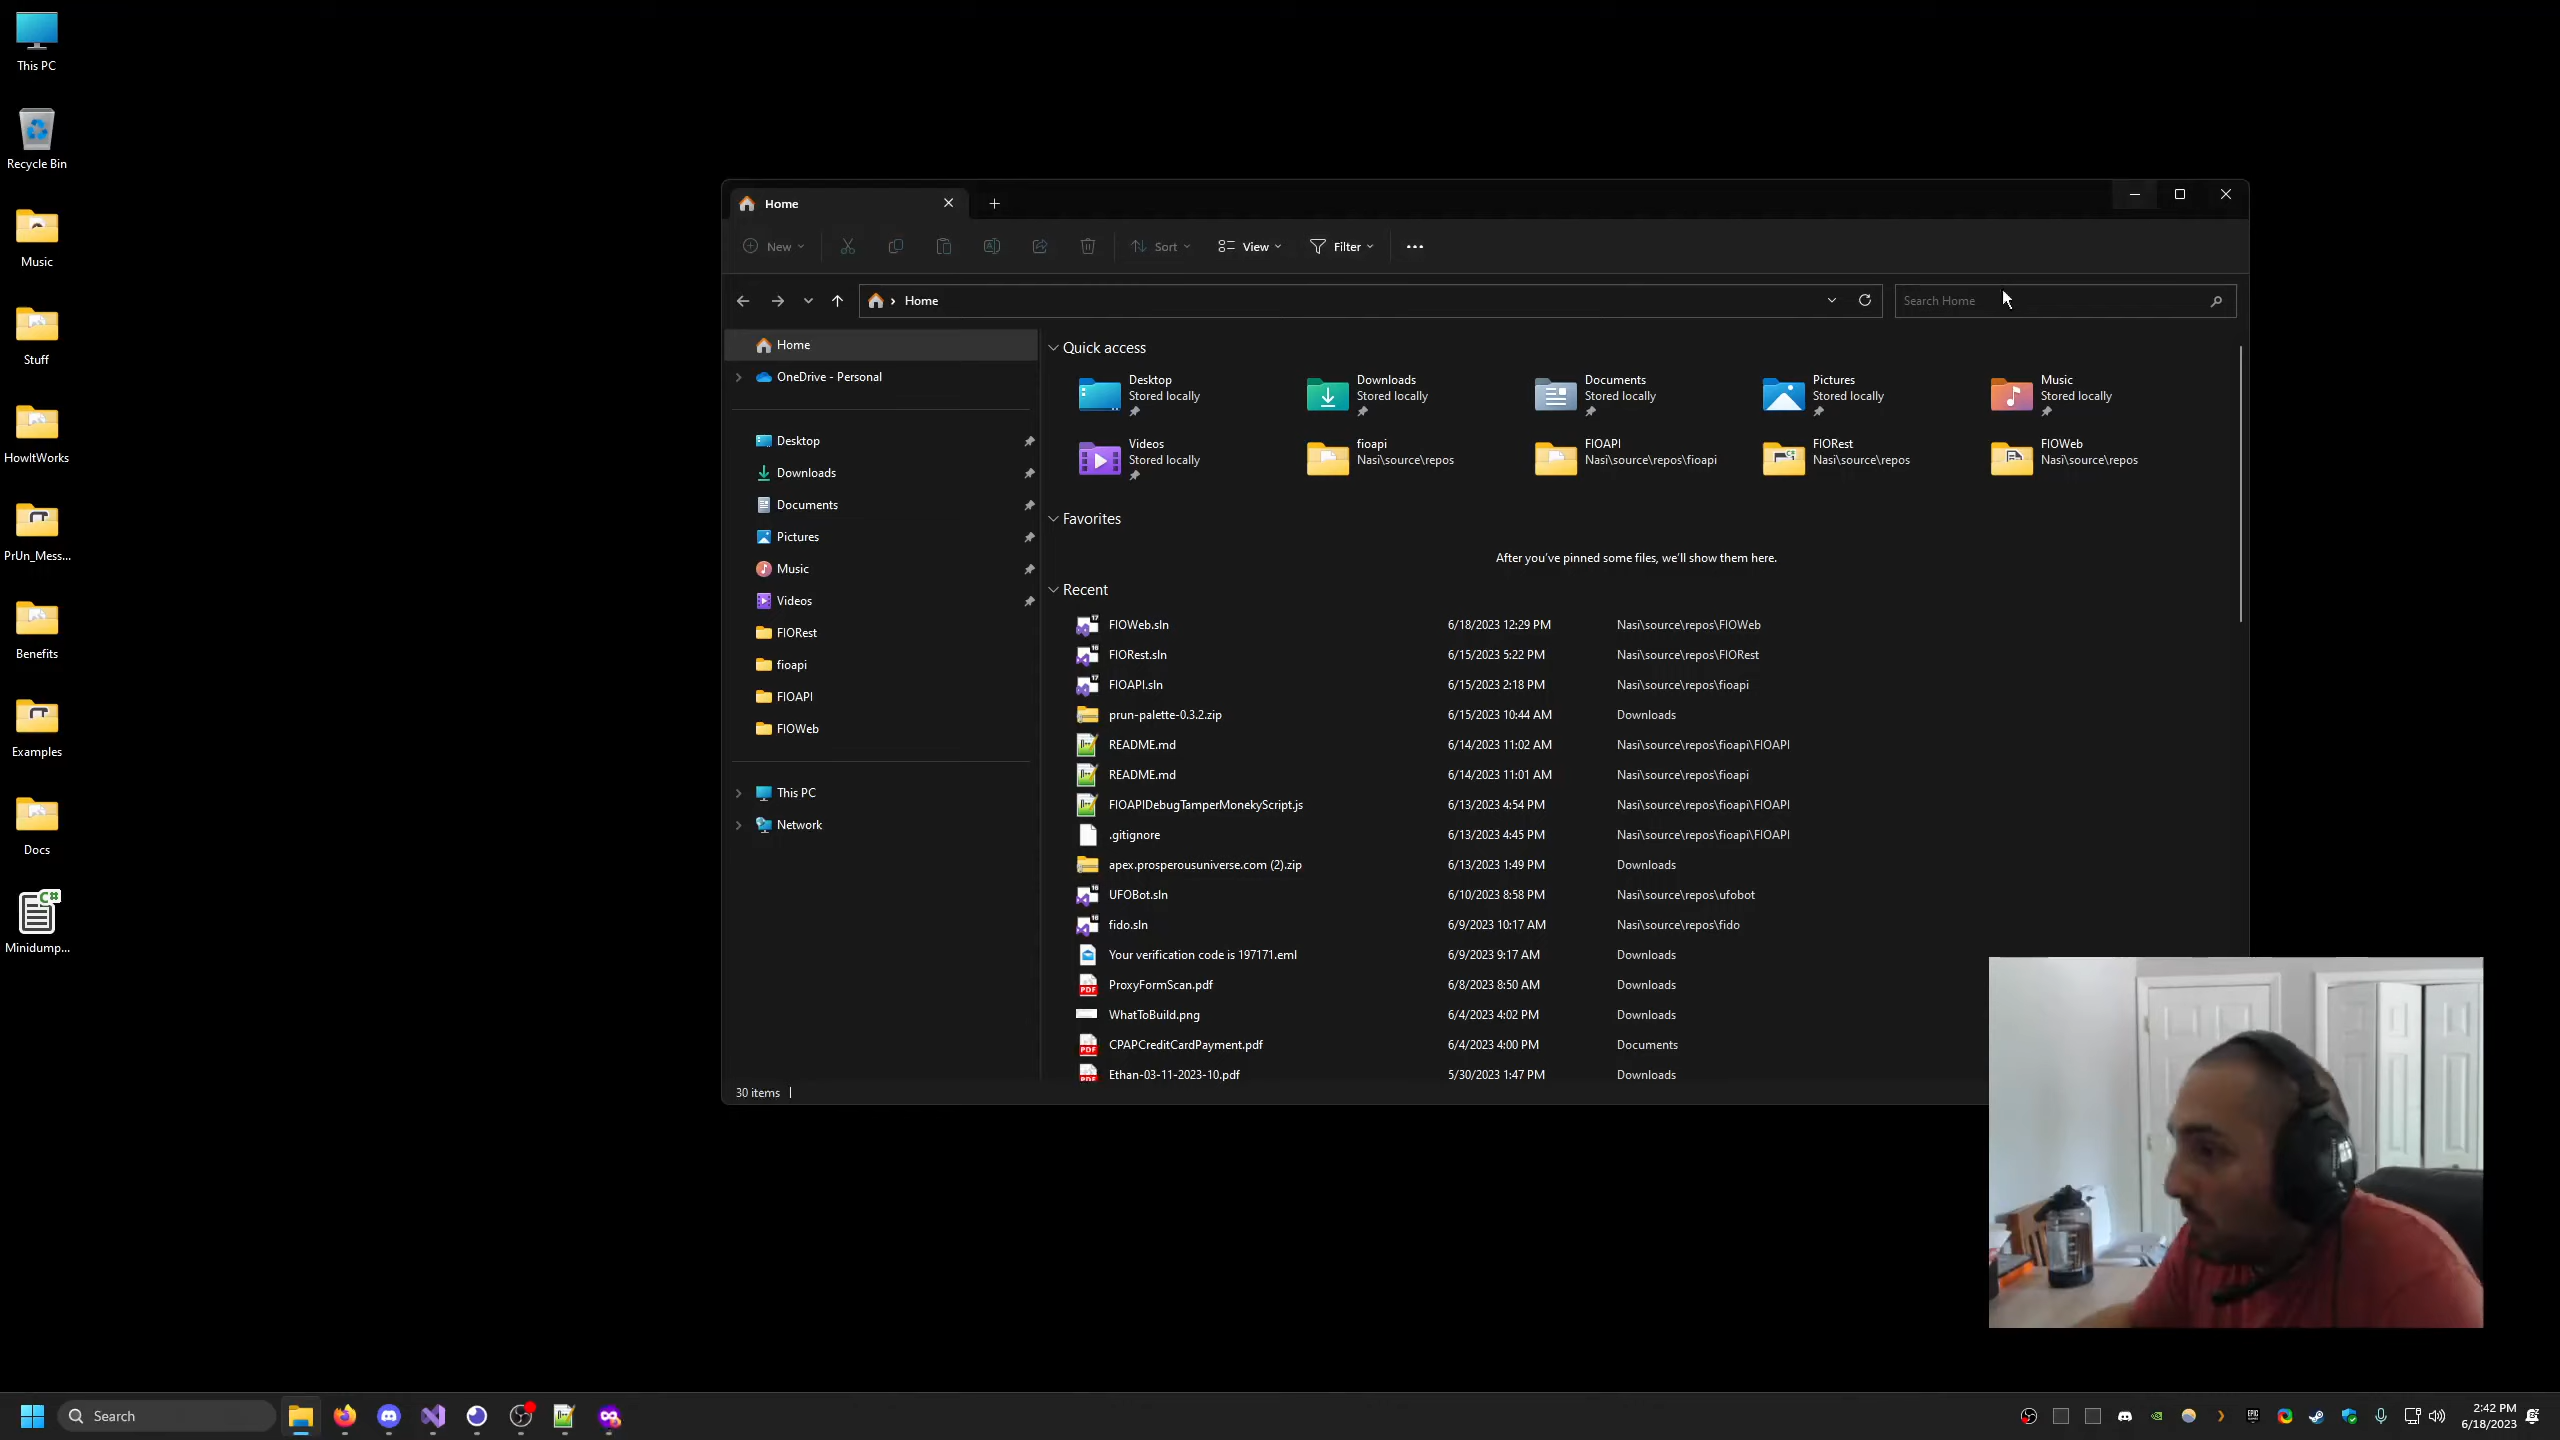 This PC
Recycle Bin
Music
Stuff
HowItWorks
PrUn_Mess...
Benefits
Examples
Docs
Minidump...
Home
New
Sort
View
Filter
Home
Search Home
Home
OneDrive - Personal
Desktop
Downloads
Documents
Pictures
Music
Videos
FIORest
fioapi
FIOAPI
FIOWeb
This PC
Network
Quick access
Desktop
Stored locally
Downloads
Stored locally
Documents
Stored locally
Pictures
Stored locally
Music
Stored locally
Videos
Stored locally
fioapi
Nasi\source\repos
FIOAPI
Nasi\source\repos\fioapi
FIORest
Nasi\source\repos
FIOWeb
Nasi\source\repos
Favorites
After you've pinned some files, we'll show them here.
Recent
FIOWeb.sln 6/18/2023 12:29 PM Nasi\source\repos\FIOWeb
FIORest.sln 6/15/2023 5:22 PM Nasi\source\repos\FIORest
FIOAPI.sln 6/15/2023 2:18 PM Nasi\source\repos\fioapi
prun-palette-0.3.2.zip 6/15/2023 10:44 AM Downloads
README.md 6/14/2023 11:02 AM Nasi\source\repos\fioapi\FIOAPI
README.md 6/14/2023 11:01 AM Nasi\source\repos\fioapi
FIOAPIDebugTamperMonekyScript.js 6/13/2023 4:54 PM Nasi\source\repos\fioapi\FIOAPI
.gitignore 6/13/2023 4:45 PM Nasi\source\repos\fioapi\FIOAPI
apex.prosperousuniverse.com (2).zip 6/13/2023 1:49 PM Downloads
UFOBot.sln 6/10/2023 8:58 PM Nasi\source\repos\ufobot
fido.sln 6/9/2023 10:17 AM Nasi\source\repos\fido
Your verification code is 197171.eml 6/9/2023 9:17 AM Downloads
ProxyFormScan.pdf 6/8/2023 8:50 AM Downloads
WhatToBuild.png 6/4/2023 4:02 PM Downloads
CPAPCreditCardPayment.pdf 6/4/2023 4:00 PM Documents
Ethan-03-11-2023-10.pdf 5/30/2023 1:47 PM Downloads
30 items
Search
2:42 PM
6/18/2023